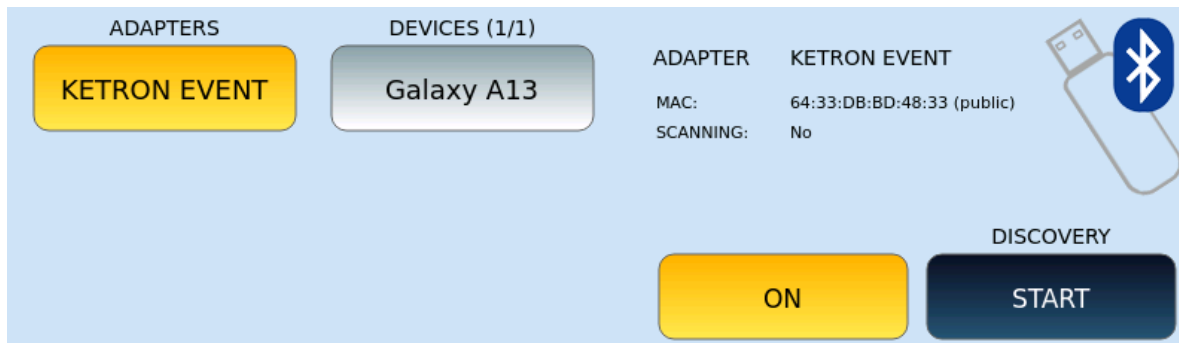 ADAPTERS
KETRON EVENT
DEVICES (1/1)
Galaxy A13
ADAPTER KETRON EVENT
MAC: 64:33:DB:BD:48:33 (public)
SCANNING: No
ON
DISCOVERY
START